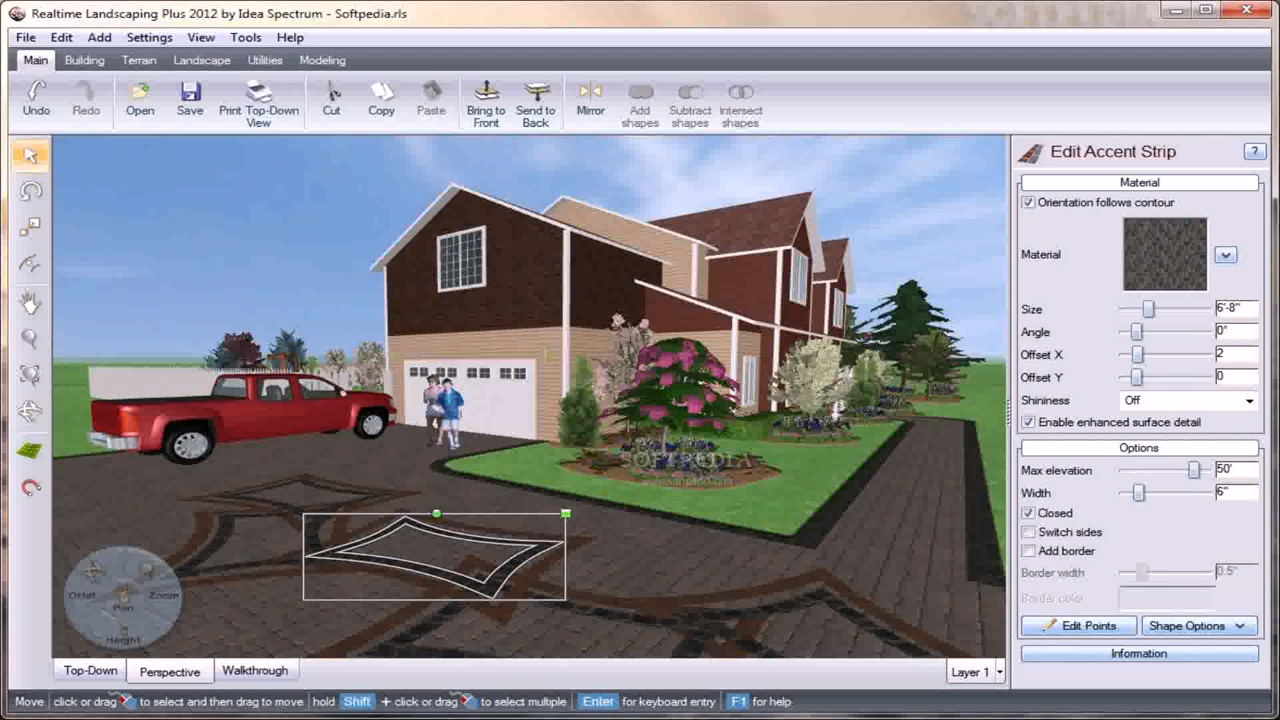 Realtime Landscaping Plus 2012 by Idea Spectrum - Softpedia.rls
File Edit Add Settings View Tools Help
Main Building Terrain Landscape Utilities Modeling
Undo Redo Open Save Print Top-Down View Cut Copy Paste Bring to Front Send to Back Mirror Add shapes Subtract shapes Intersect shapes
Edit Accent Strip ?
Material
Orientation follows contour
Material
Size 6'-8"
Angle 0°
Offset X 2
Offset Y 0
Shininess Off
Enable enhanced surface detail
Options
Max elevation 50'
Width 6"
Closed
Switch sides
Add border
Border width 0.5"
Border color
Edit Points Shape Options
Information
SOFTPEDIA
www.softpedia.com
Orbit Pan Zoom
Height
Top-Down Perspective Walkthrough Layer 1
Move click or drag to select and then drag to move hold Shift + click or drag to select multiple Enter for keyboard entry F1 for help